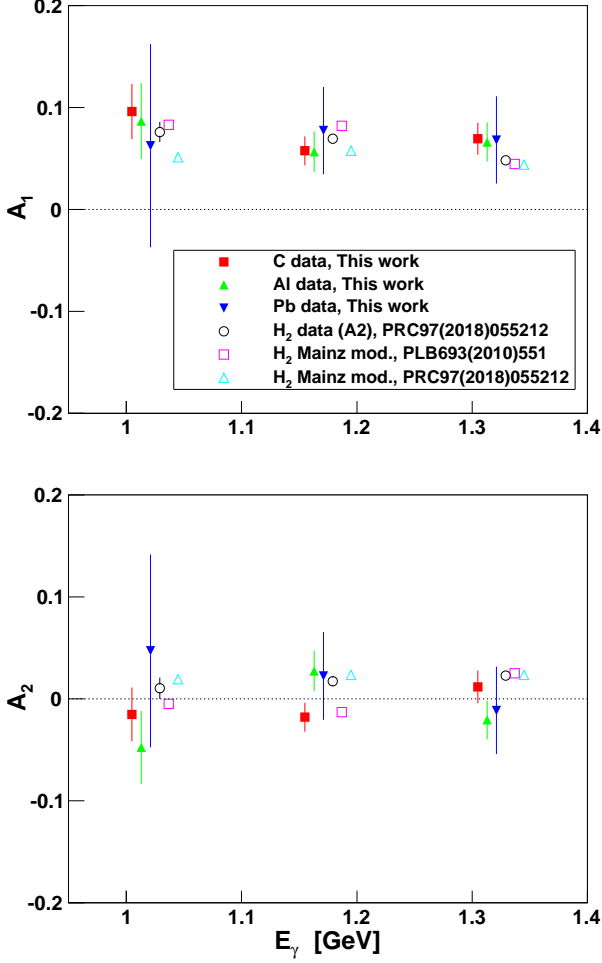 0.2
0.1
0
-0.1
-0.2
A₁
C data, This work
Al data, This work
Pb data, This work
H₂ data (A2), PRC97(2018)055212
H₂ Mainz mod., PLB693(2010)551
H₂ Mainz mod., PRC97(2018)055212
1 1.1 1.2 1.3 1.4
0.2
0.1
0
-0.1
-0.2
A₂
1 1.1 1.2 1.3 1.4
Eᵧ [GeV]